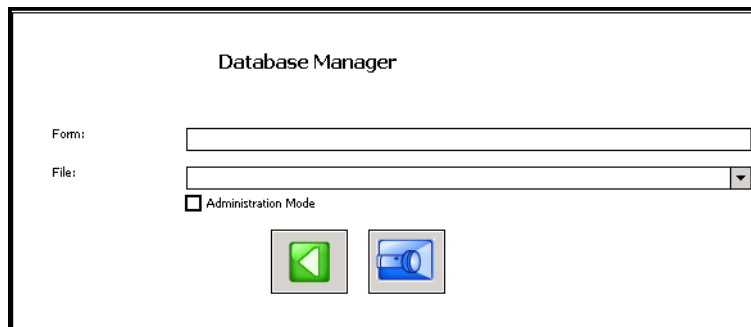 Database Manager
Form:
File:
Administration Mode